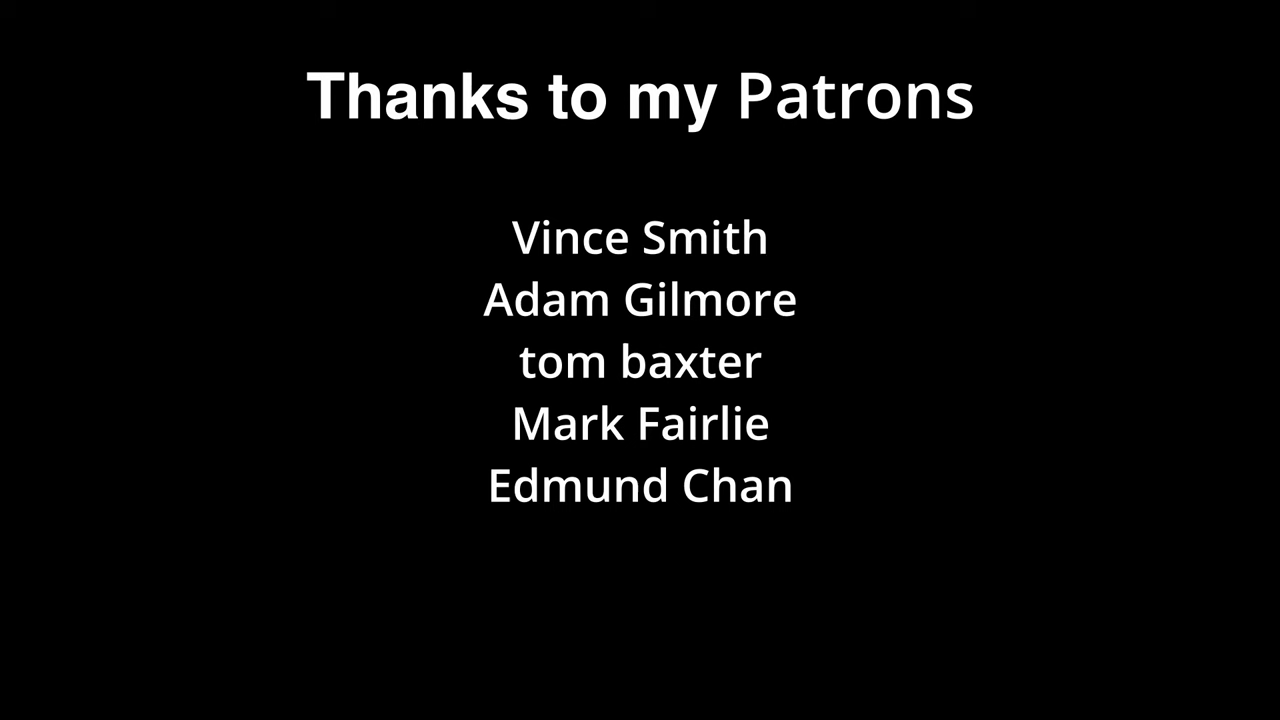 Thanks to my Patrons
Vince Smith
Adam Gilmore
tom baxter
Mark Fairlie
Edmund Chan